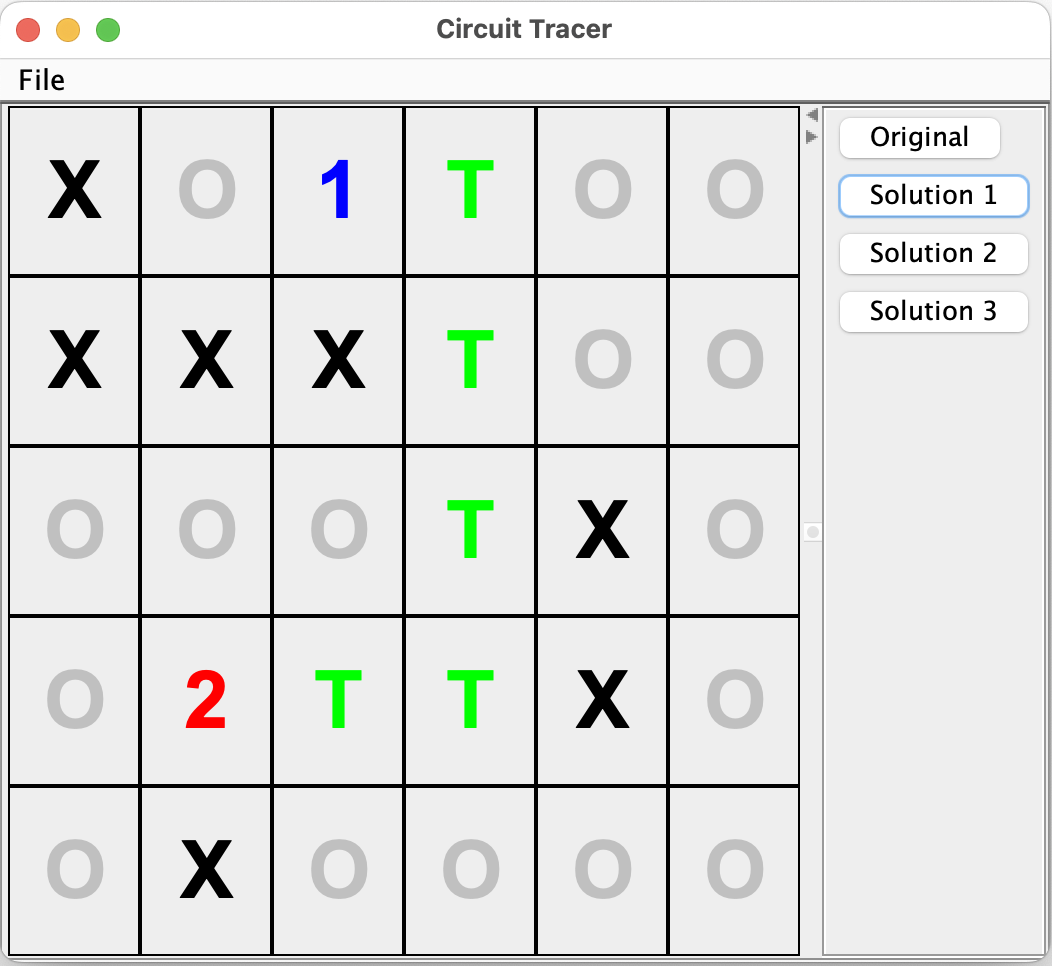 Circuit Tracer
File
X O 1 T O O
X X X T O O
O O O T X O
O 2 T T X O
O X O O O O
Original
Solution 1
Solution 2
Solution 3